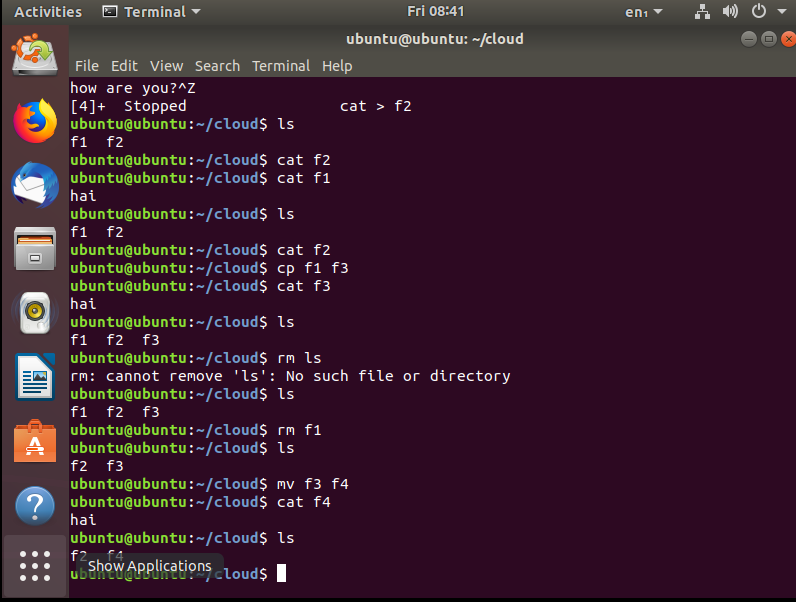 Activities Terminal Fri 08:41 en₁
ubuntu@ubuntu: ~/cloud
File Edit View Search Terminal Help
how are you?^Z
[4]+  Stopped                 cat > f2
ubuntu@ubuntu:~/cloud$ ls
f1  f2
ubuntu@ubuntu:~/cloud$ cat f2
ubuntu@ubuntu:~/cloud$ cat f1
hai
ubuntu@ubuntu:~/cloud$ ls
f1  f2
ubuntu@ubuntu:~/cloud$ cat f2
ubuntu@ubuntu:~/cloud$ cp f1 f3
ubuntu@ubuntu:~/cloud$ cat f3
hai
ubuntu@ubuntu:~/cloud$ ls
f1  f2  f3
ubuntu@ubuntu:~/cloud$ rm ls
rm: cannot remove 'ls': No such file or directory
ubuntu@ubuntu:~/cloud$ ls
f1  f2  f3
ubuntu@ubuntu:~/cloud$ rm f1
ubuntu@ubuntu:~/cloud$ ls
f2  f3
ubuntu@ubuntu:~/cloud$ mv f3 f4
ubuntu@ubuntu:~/cloud$ cat f4
hai
ubuntu@ubuntu:~/cloud$ ls
f2  f4
Show Applications
ubuntu@ubuntu:~/cloud$